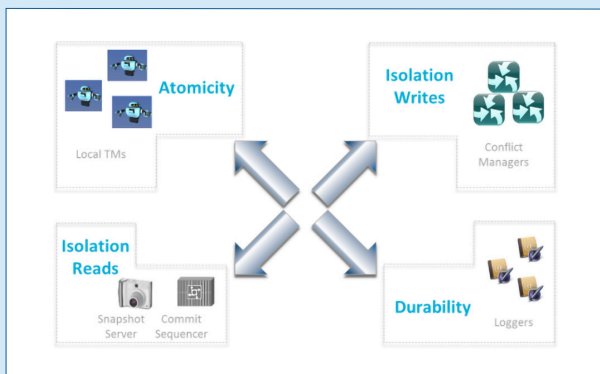 Atomicity
Local TMs
Isolation
Writes
Conflict
Managers
Isolation
Reads
Snapshot
Server
Commit
Sequencer
Durability
Loggers